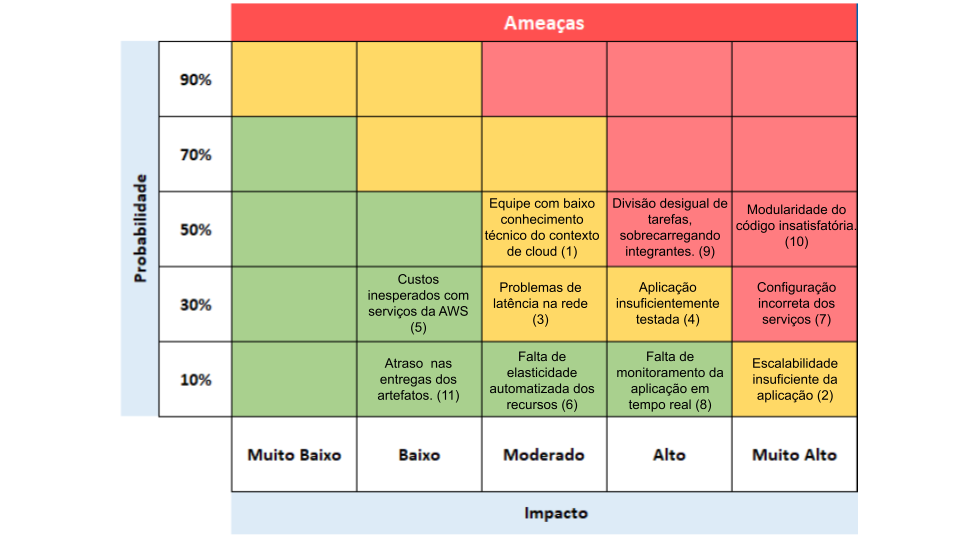 Ameaças
Probabilidade
90%
70%
50%
Equipe com baixo
conhecimento
técnico do contexto
de cloud (1)
Divisão desigual de
tarefas,
sobrecarregando
integrantes. (9)
Modularidade do
código insatisfatória.
(10)
30%
Custos
inesperados com
serviços da AWS
(5)
Problemas de
latência na rede
(3)
Aplicação
insuficientemente
testada (4)
Configuração
incorreta dos
serviços (7)
10%
Atraso  nas
entregas dos
artefatos. (11)
Falta de
elasticidade
automatizada dos
recursos (6)
Falta de
monitoramento da
aplicação em
tempo real (8)
Escalabilidade
insuficiente da
aplicação (2)
Muito Baixo
Baixo
Moderado
Alto
Muito Alto
Impacto